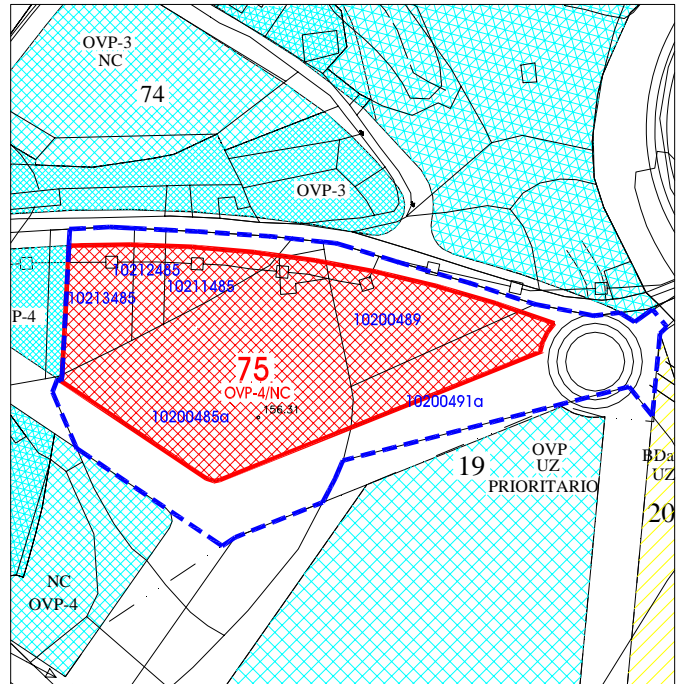 OVP-3
NC
74
OVP-3
10212485
10211485
10213485
P-4
10200489
75
OVP-4/NC
10200485a
156.31
10200491a
19
OVP
UZ
PRIORITARIO
BDa
UZ
20
NC
OVP-4